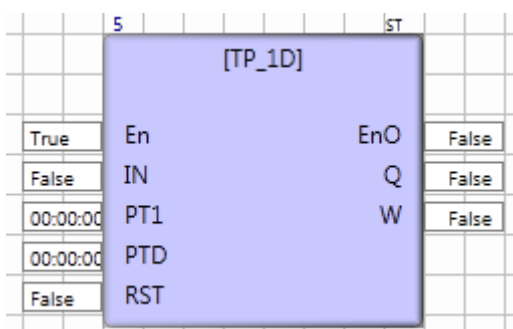 5 ST
[TP_1D]
True En EnO False
False IN Q False
00:00:00 PT1 W False
00:00:00 PTD
False RST